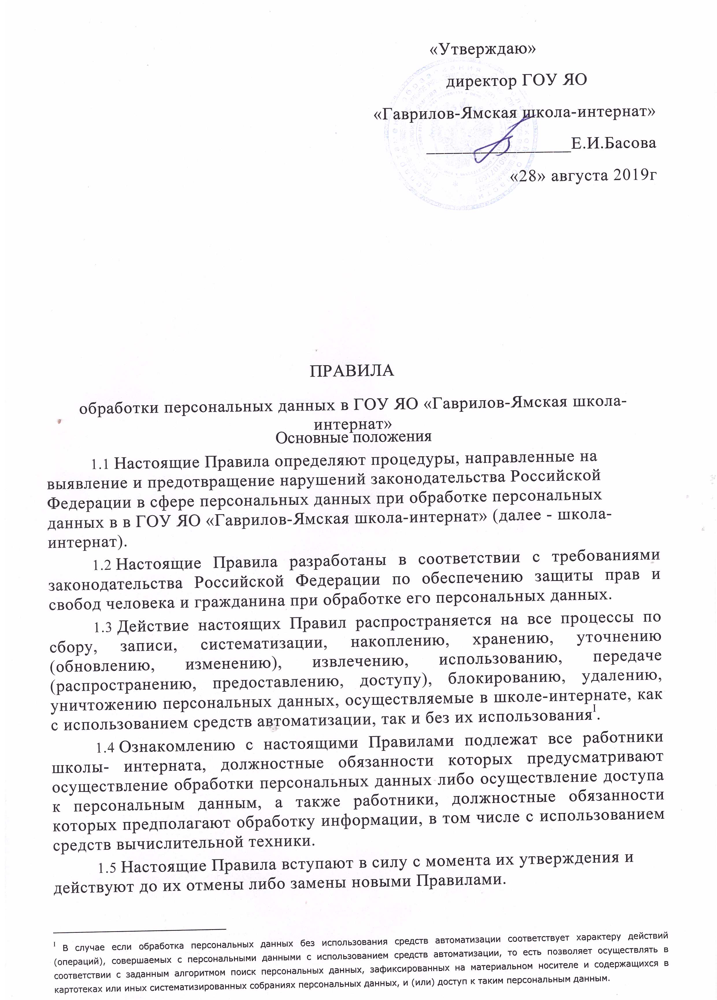 «Утверждаю»
директор ГОУ ЯО
«Гаврилов-Ямская школа-интернат»
________________Е.И.Басова
«28» августа 2019г
ПРАВИЛА
обработки персональных данных в ГОУ ЯО «Гаврилов-Ямская школа-
интернат»
Основные положения
1.1 Настоящие Правила определяют процедуры, направленные на
выявление и предотвращение нарушений законодательства Российской
Федерации в сфере персональных данных при обработке персональных
данных в в ГОУ ЯО «Гаврилов-Ямская школа-интернат» (далее - школа-
интернат).
1.2 Настоящие Правила разработаны в соответствии с требованиями
законодательства Российской Федерации по обеспечению защиты прав и
свобод человека и гражданина при обработке его персональных данных.
1.3 Действие настоящих Правил распространяется на все процессы по
сбору, записи, систематизации, накоплению, хранению, уточнению
(обновлению, изменению), извлечению, использованию, передаче
(распространению, предоставлению, доступу), блокированию, удалению,
уничтожению персональных данных, осуществляемые в школе-интернате, как
с использованием средств автоматизации, так и без их использования¹.
1.4 Ознакомлению с настоящими Правилами подлежат все работники
школы- интерната, должностные обязанности которых предусматривают
осуществление обработки персональных данных либо осуществление доступа
к персональным данным, а также работники, должностные обязанности
которых предполагают обработку информации, в том числе с использованием
средств вычислительной техники.
1.5 Настоящие Правила вступают в силу с момента их утверждения и
действуют до их отмены либо замены новыми Правилами.
¹ В случае если обработка персональных данных без использования средств автоматизации соответствует характеру действий
(операций), совершаемых с персональными данными с использованием средств автоматизации, то есть позволяет осуществлять в
соответствии с заданным алгоритмом поиск персональных данных, зафиксированных на материальном носителе и содержащихся в
картотеках или иных систематизированных собраниях персональных данных, и (или) доступ к таким персональным данным.